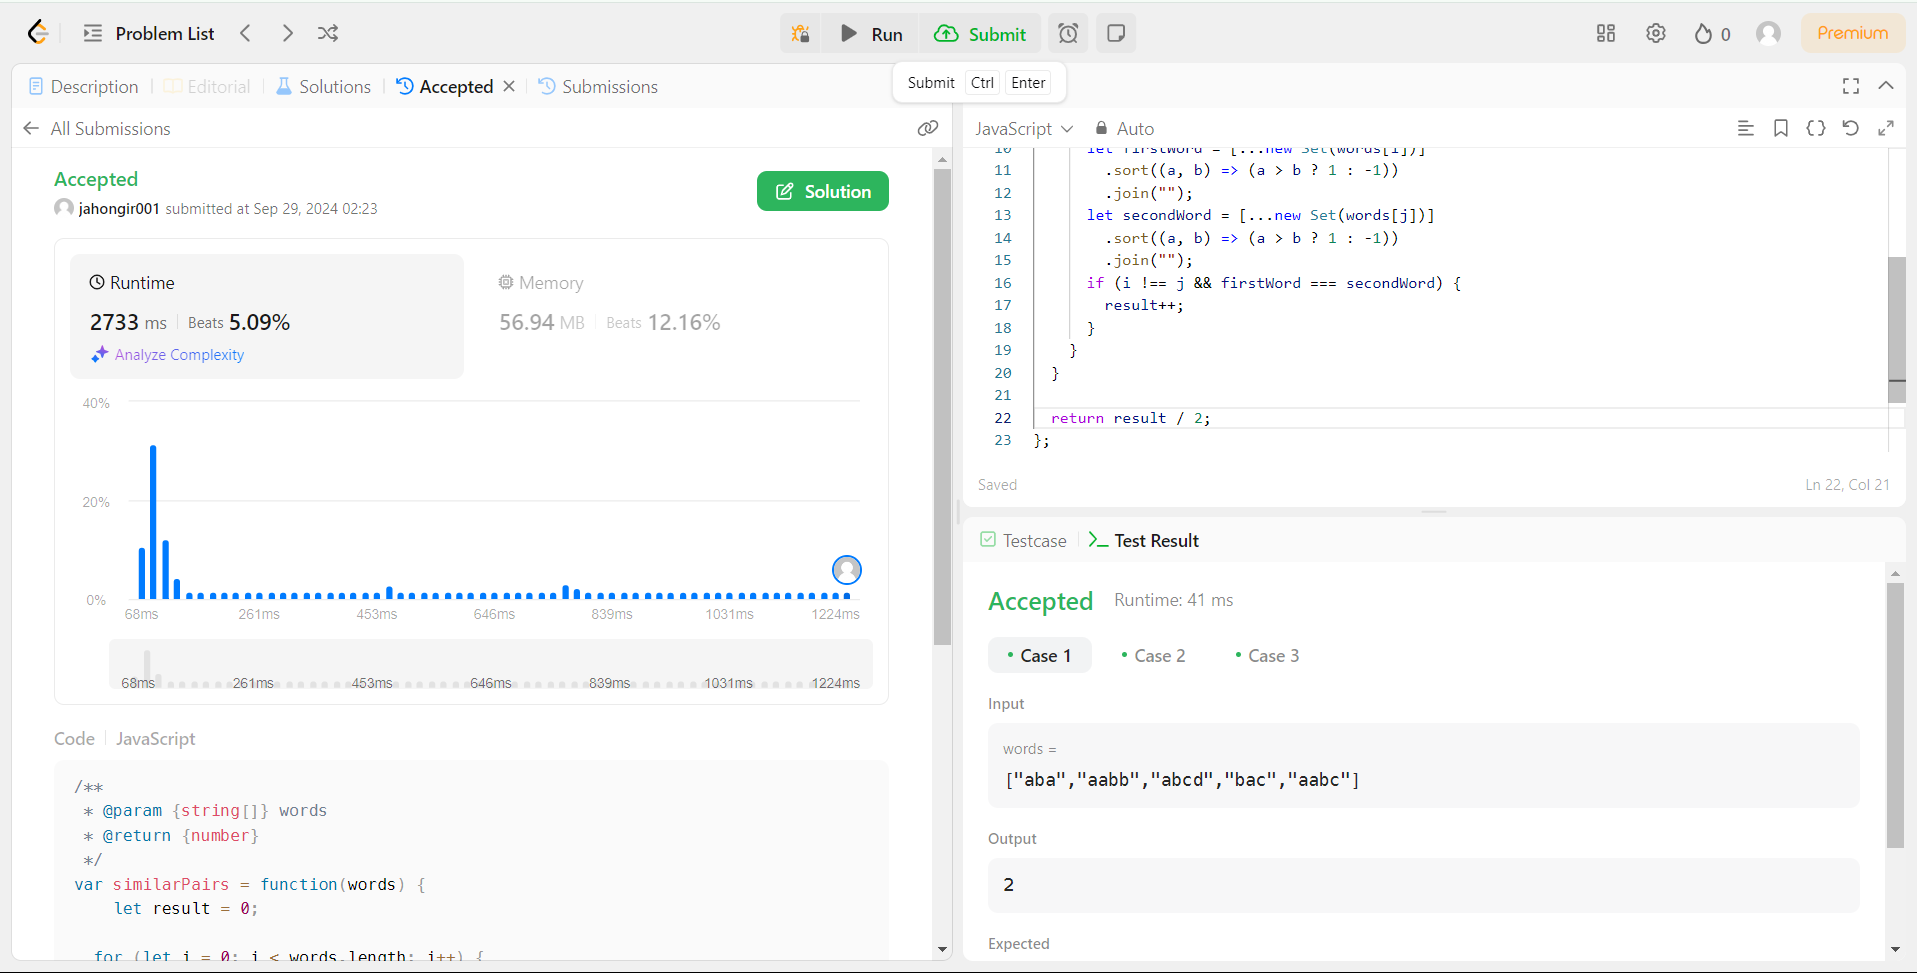 Problem List
Run
Submit
0
Premium
Submit Ctrl Enter
Description
Editorial
Solutions
Accepted
Submissions
All Submissions
Accepted
jahongir001 submitted at Sep 29, 2024 02:23
Solution
Runtime
2733 ms Beats 5.09%
Analyze Complexity
Memory
56.94 MB Beats 12.16%
40%
20%
0%
68ms 261ms 453ms 646ms 839ms 1031ms 1224ms
68ms 261ms 453ms 646ms 839ms 1031ms 1224ms
Code JavaScript
/**
* @param {string[]} words
* @return {number}
*/
var similarPairs = function(words) {
let result = 0;
for (let i = 0; i < words.length; i++) {
JavaScript
Auto
10 let firstWord = [...new Set(words[i])]
11 .sort((a, b) => (a > b ? 1 : -1))
12 .join("");
13 let secondWord = [...new Set(words[j])]
14 .sort((a, b) => (a > b ? 1 : -1))
15 .join("");
16 if (i !== j && firstWord === secondWord) {
17 result++;
18 }
19 }
20 }
21
22 return result / 2;
23 };
Saved
Ln 22, Col 21
Testcase
Test Result
Accepted Runtime: 41 ms
• Case 1 • Case 2 • Case 3
Input
words =
["aba","aabb","abcd","bac","aabc"]
Output
2
Expected